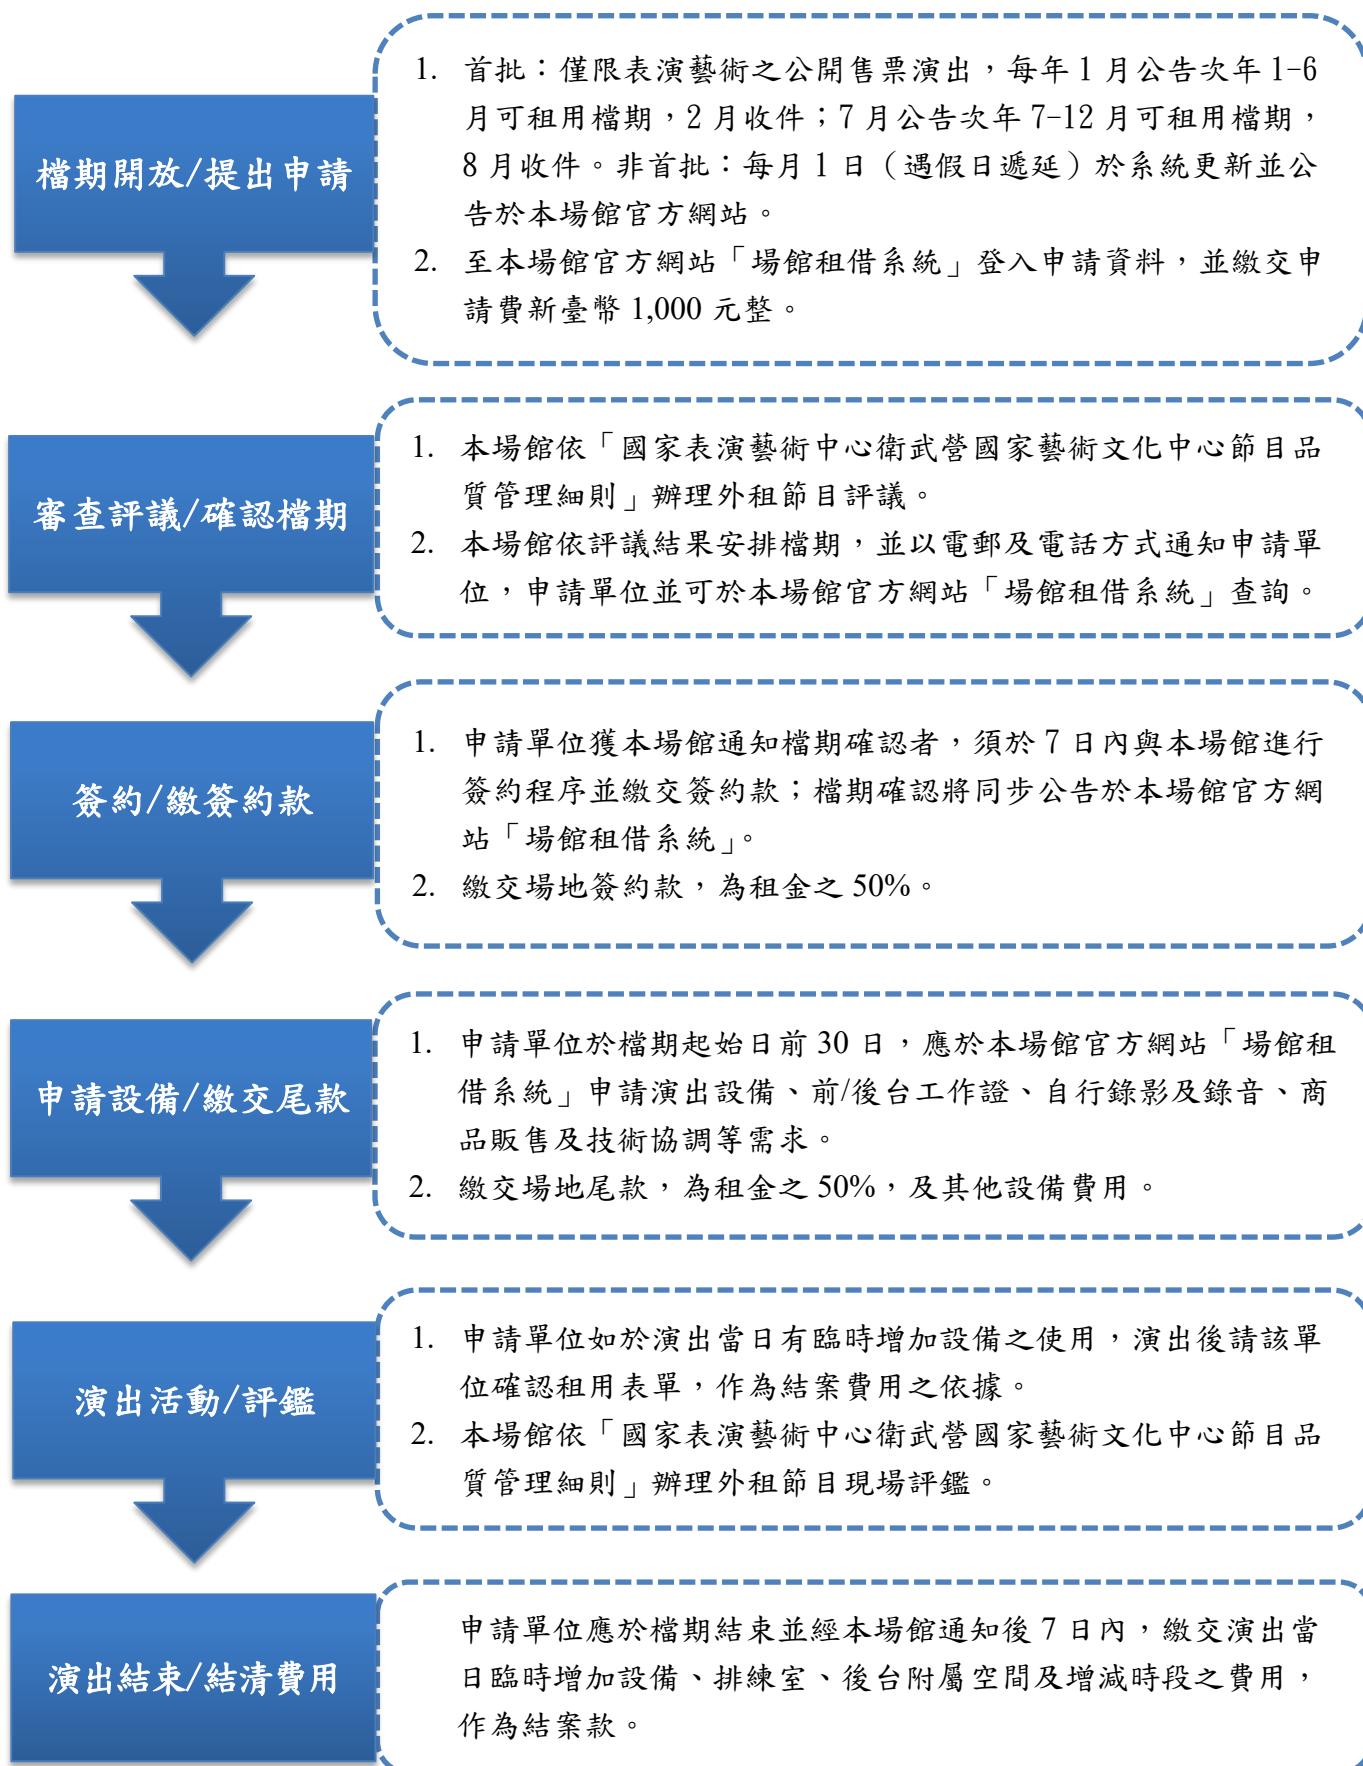 檔期開放/提出申請
1. 首批：僅限表演藝術之公開售票演出，每年 1 月公告次年 1-6
月可租用檔期，2 月收件；7 月公告次年 7-12 月可租用檔期，
8 月收件。非首批：每月 1 日（遇假日遞延）於系統更新並公
告於本場館官方網站。
2. 至本場館官方網站「場館租借系統」登入申請資料，並繳交申
請費新臺幣 1,000 元整。
審查評議/確認檔期
1. 本場館依「國家表演藝術中心衛武營國家藝術文化中心節目品
質管理細則」辦理外租節目評議。
2. 本場館依評議結果安排檔期，並以電郵及電話方式通知申請單
位，申請單位並可於本場館官方網站「場館租借系統」查詢。
簽約/繳簽約款
1. 申請單位獲本場館通知檔期確認者，須於 7 日內與本場館進行
簽約程序並繳交簽約款；檔期確認將同步公告於本場館官方網
站「場館租借系統」。
2. 繳交場地簽約款，為租金之 50%。
申請設備/繳交尾款
1. 申請單位於檔期起始日前 30 日，應於本場館官方網站「場館租
借系統」申請演出設備、前/後台工作證、自行錄影及錄音、商
品販售及技術協調等需求。
2. 繳交場地尾款，為租金之 50%，及其他設備費用。
演出活動/評鑑
1. 申請單位如於演出當日有臨時增加設備之使用，演出後請該單
位確認租用表單，作為結案費用之依據。
2. 本場館依「國家表演藝術中心衛武營國家藝術文化中心節目品
質管理細則」辦理外租節目現場評鑑。
演出結束/結清費用
申請單位應於檔期結束並經本場館通知後 7 日內，繳交演出當
日臨時增加設備、排練室、後台附屬空間及增減時段之費用，
作為結案款。